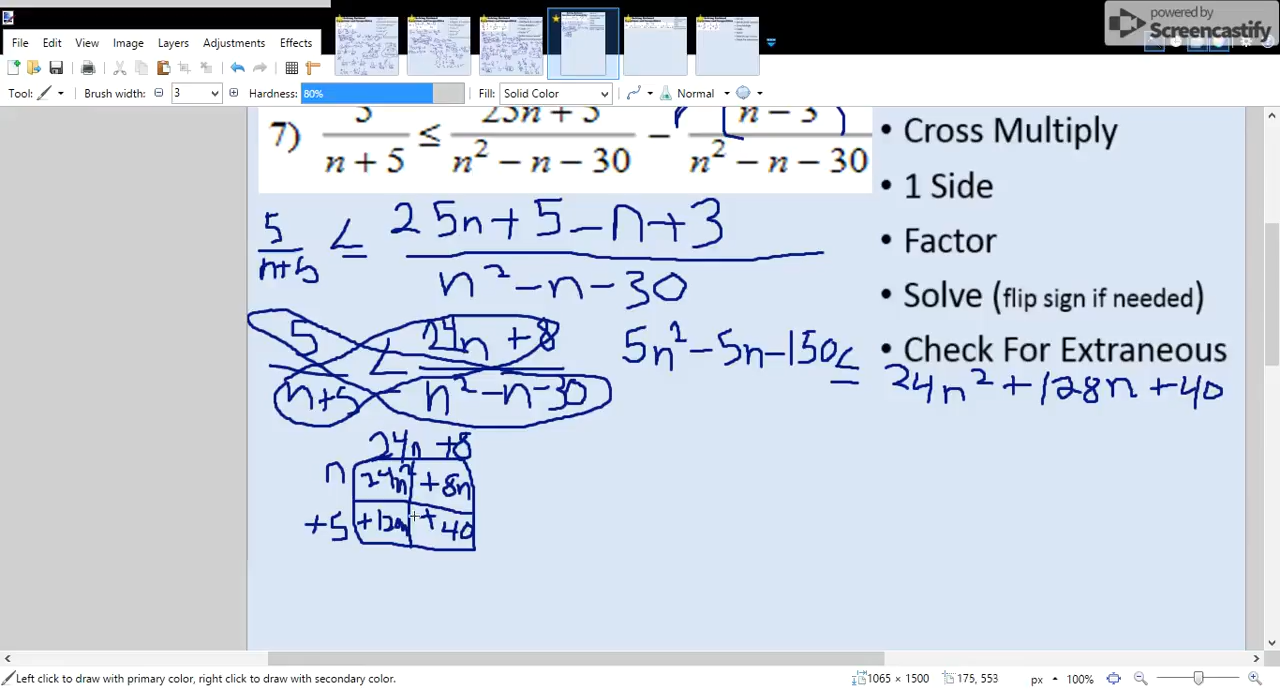 powered by
Screencastify
File Edit View Image Layers Adjustments Effects
Tool: Brush width: 3 Hardness: 80% Fill: Solid Color Normal
7) 5/(n + 5) ≤ (25n + 5)/(n² − n − 30) − (n − 3)/(n² − n − 30)
• Cross Multiply
• 1 Side
• Factor
• Solve (flip sign if needed)
• Check For Extraneous
5/(n+5) ≤ (25n+5−n+3)/(n²−n−30)
5/(n+5) ≤ (24n+8)/(n²−n−30)
5n²−5n−150≤
24n²+128n+40
24n +8
n 24n² +8n
+5 +120n +40
Left click to draw with primary color, right click to draw with secondary color. 1065 × 1500 175, 553 px 100%